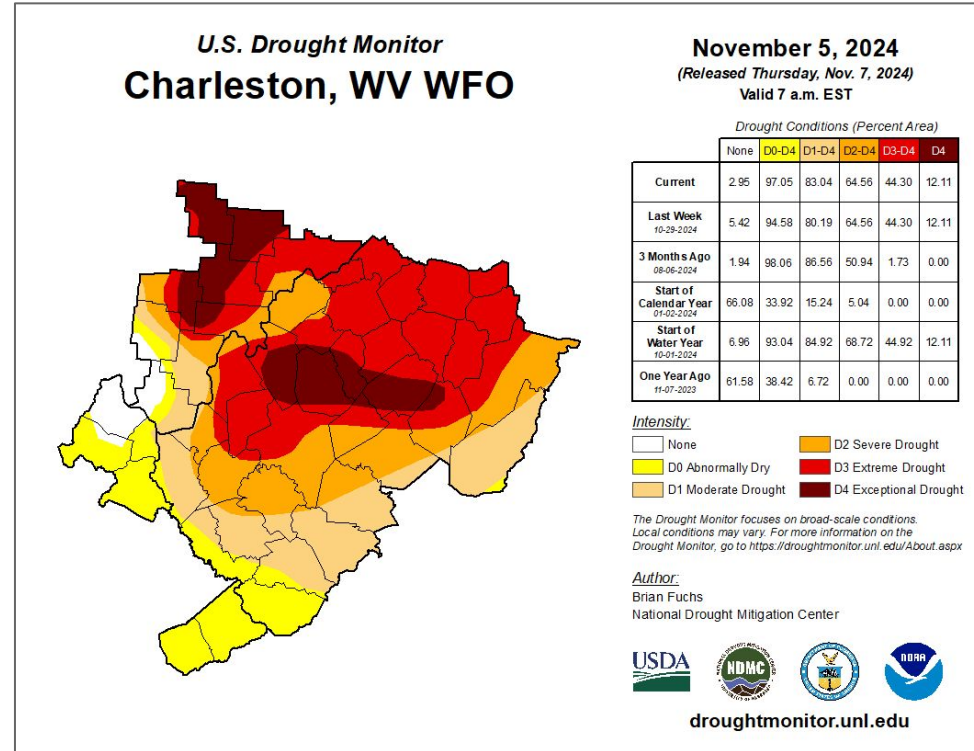 U.S. Drought Monitor
Charleston, WV WFO
November 5, 2024
(Released Thursday, Nov. 7, 2024)
Valid 7 a.m. EST
Drought Conditions (Percent Area)
None D0-D4 D1-D4 D2-D4 D3-D4 D4
Current 2.95 97.05 83.04 64.56 44.30 12.11
Last Week
10-29-2024 5.42 94.58 80.19 64.56 44.30 12.11
3 Months Ago
08-06-2024 1.94 98.06 86.56 50.94 1.73 0.00
Start of
Calendar Year
01-02-2024 66.08 33.92 15.24 5.04 0.00 0.00
Start of
Water Year
10-01-2024 6.96 93.04 84.92 68.72 44.92 12.11
One Year Ago
11-07-2023 61.58 38.42 6.72 0.00 0.00 0.00
Intensity:
None
D0 Abnormally Dry
D1 Moderate Drought
D2 Severe Drought
D3 Extreme Drought
D4 Exceptional Drought
The Drought Monitor focuses on broad-scale conditions.
Local conditions may vary. For more information on the
Drought Monitor, go to https://droughtmonitor.unl.edu/About.aspx
Author:
Brian Fuchs
National Drought Mitigation Center
USDA
NDMC
NOAA
droughtmonitor.unl.edu